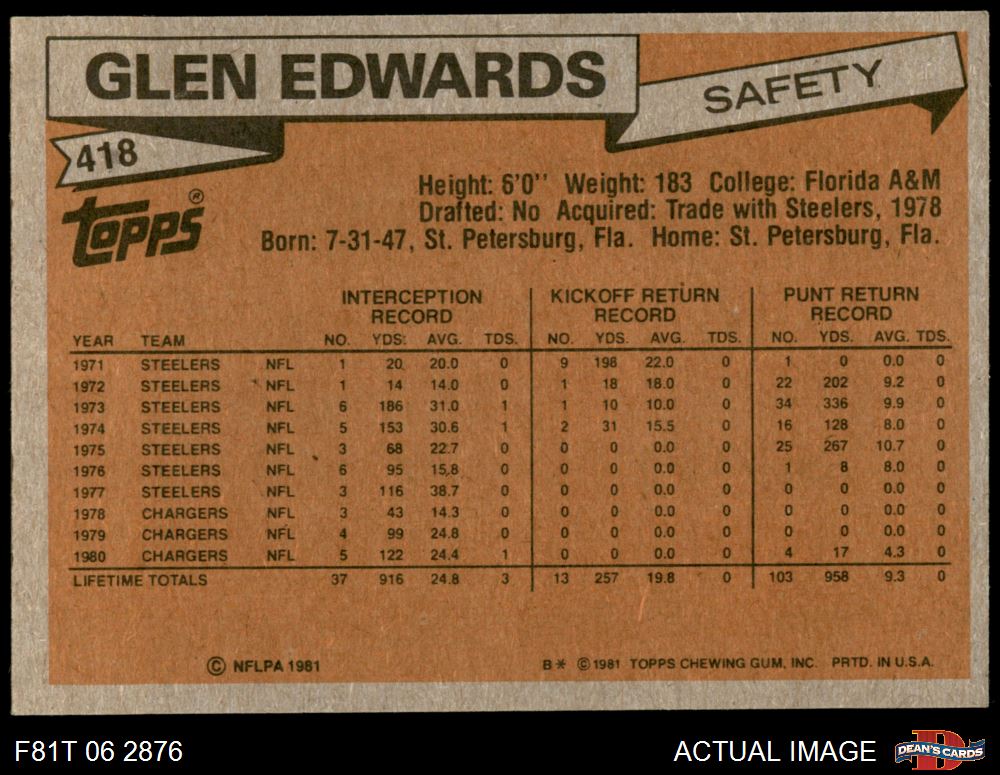 GLEN EDWARDS
SAFETY
418
TOPPS®
Height: 6'0'' Weight: 183 College: Florida A&M
Drafted: No Acquired: Trade with Steelers, 1978
Born: 7-31-47, St. Petersburg, Fla. Home: St. Petersburg, Fla.
INTERCEPTION RECORD KICKOFF RETURN RECORD PUNT RETURN RECORD
YEAR TEAM NO. YDS. AVG. TDS. NO. YDS. AVG. TDS. NO. YDS. AVG. TDS.
1971 STEELERS NFL 1 20 20.0 0 9 198 22.0 0 1 0 0.0 0
1972 STEELERS NFL 1 14 14.0 0 1 18 18.0 0 22 202 9.2 0
1973 STEELERS NFL 6 186 31.0 1 1 10 10.0 0 34 336 9.9 0
1974 STEELERS NFL 5 153 30.6 1 2 31 15.5 0 16 128 8.0 0
1975 STEELERS NFL 3 68 22.7 0 0 0 0.0 0 25 267 10.7 0
1976 STEELERS NFL 6 95 15.8 0 0 0 0.0 0 1 8 8.0 0
1977 STEELERS NFL 3 116 38.7 0 0 0 0.0 0 0 0 0.0 0
1978 CHARGERS NFL 3 43 14.3 0 0 0 0.0 0 0 0 0.0 0
1979 CHARGERS NFL 4 99 24.8 0 0 0 0.0 0 0 0 0.0 0
1980 CHARGERS NFL 5 122 24.4 1 0 0 0.0 0 4 17 4.3 0
LIFETIME TOTALS 37 916 24.8 3 13 257 19.8 0 103 958 9.3 0
© NFLPA 1981 B* © 1981 TOPPS CHEWING GUM, INC. PRTD. IN U.S.A.
F81T 06 2876 ACTUAL IMAGE DEAN'S CARDS